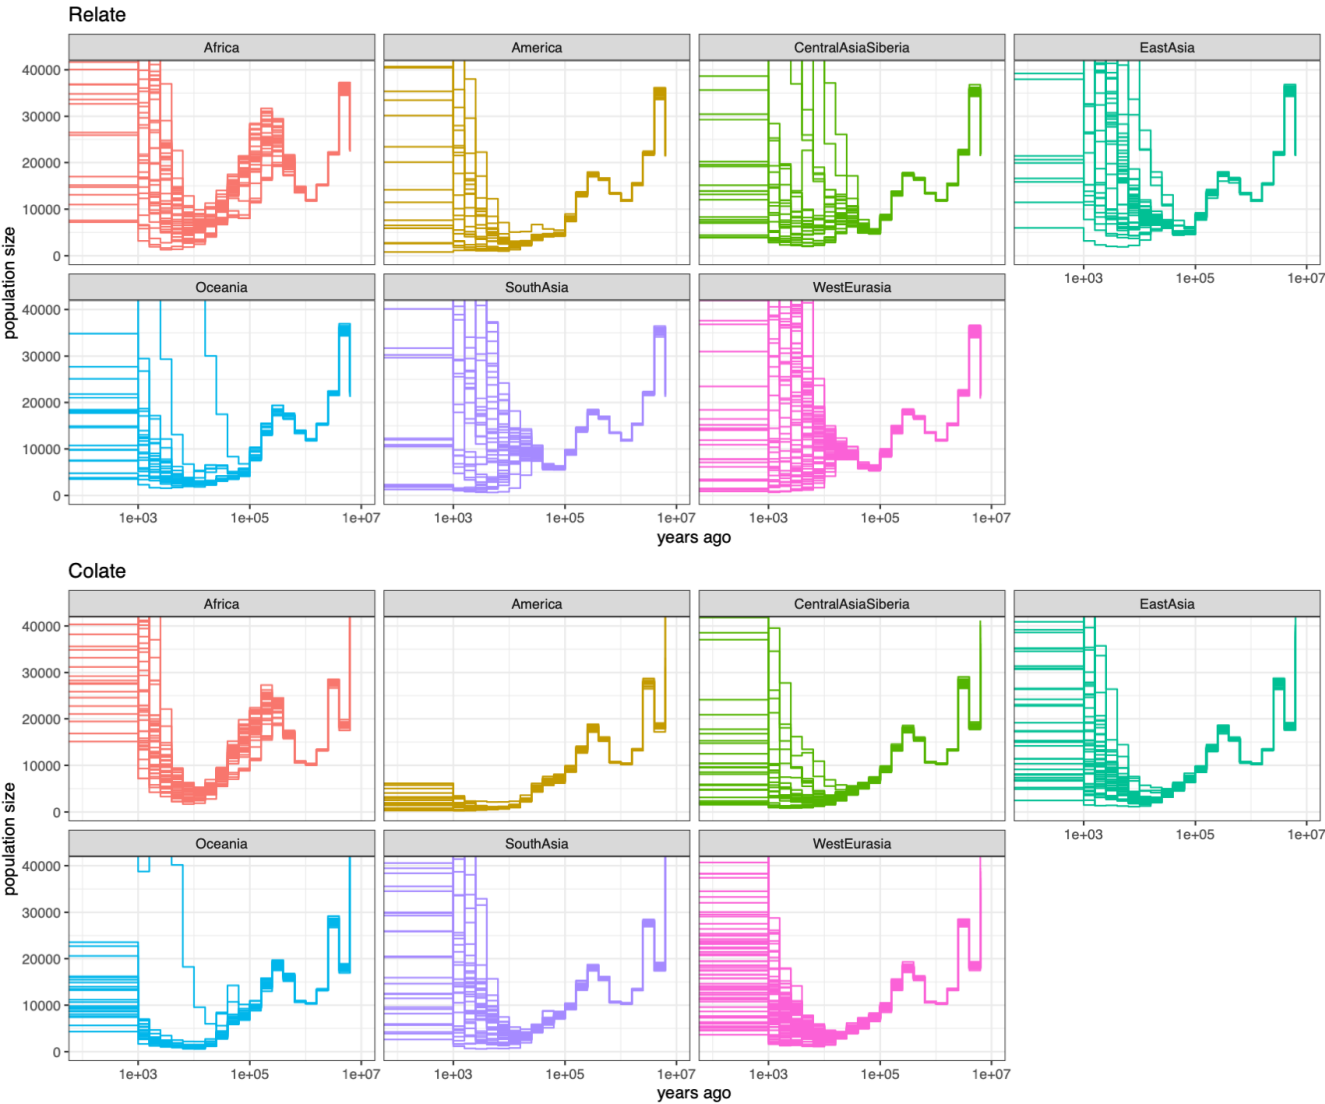 Relate
Africa
America
CentralAsiaSiberia
EastAsia
40000
30000
20000
10000
0
1e+03
1e+05
1e+07
Oceania
SouthAsia
WestEurasia
40000
30000
20000
10000
0
1e+03
1e+05
1e+07
1e+03
1e+05
1e+07
1e+03
1e+05
1e+07
population size
years ago
Colate
Africa
America
CentralAsiaSiberia
EastAsia
40000
30000
20000
10000
0
1e+03
1e+05
1e+07
Oceania
SouthAsia
WestEurasia
40000
30000
20000
10000
0
1e+03
1e+05
1e+07
1e+03
1e+05
1e+07
1e+03
1e+05
1e+07
population size
years ago